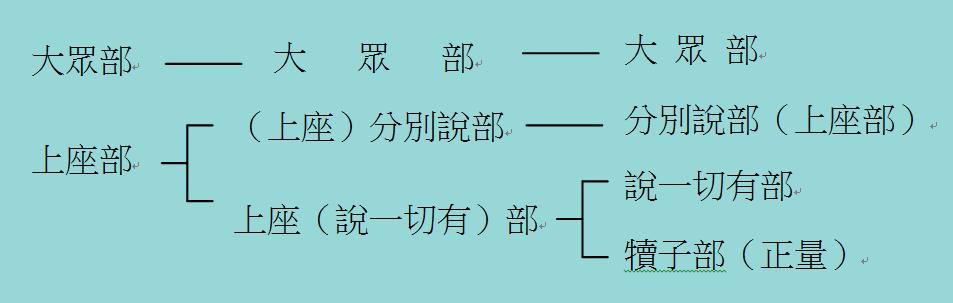 大眾部 大眾部 大眾部
（上座）分別說部 分別說部（上座部）
上座部
說一切有部
上座（說一切有）部
犢子部（正量）